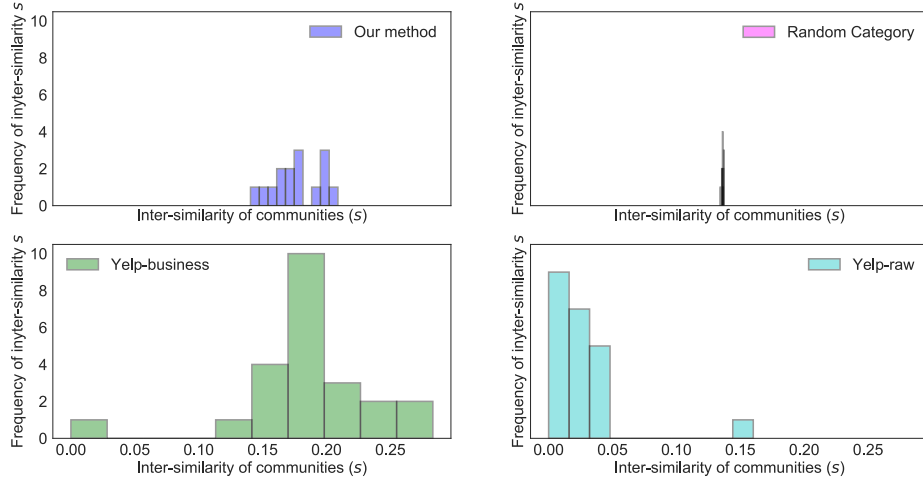 Frequency of inyter-similarity s
10
8
6
4
2
0
Our method
Inter-similarity of communities (s)
Frequency of inyter-similarity s
Random Category
Inter-similarity of communities (s)
Frequency of inyter-similarity s
10
8
6
4
2
0
Yelp-business
0.00 0.05 0.10 0.15 0.20 0.25
Inter-similarity of communities (s)
Frequency of inyter-similarity s
Yelp-raw
0.00 0.05 0.10 0.15 0.20 0.25
Inter-similarity of communities (s)